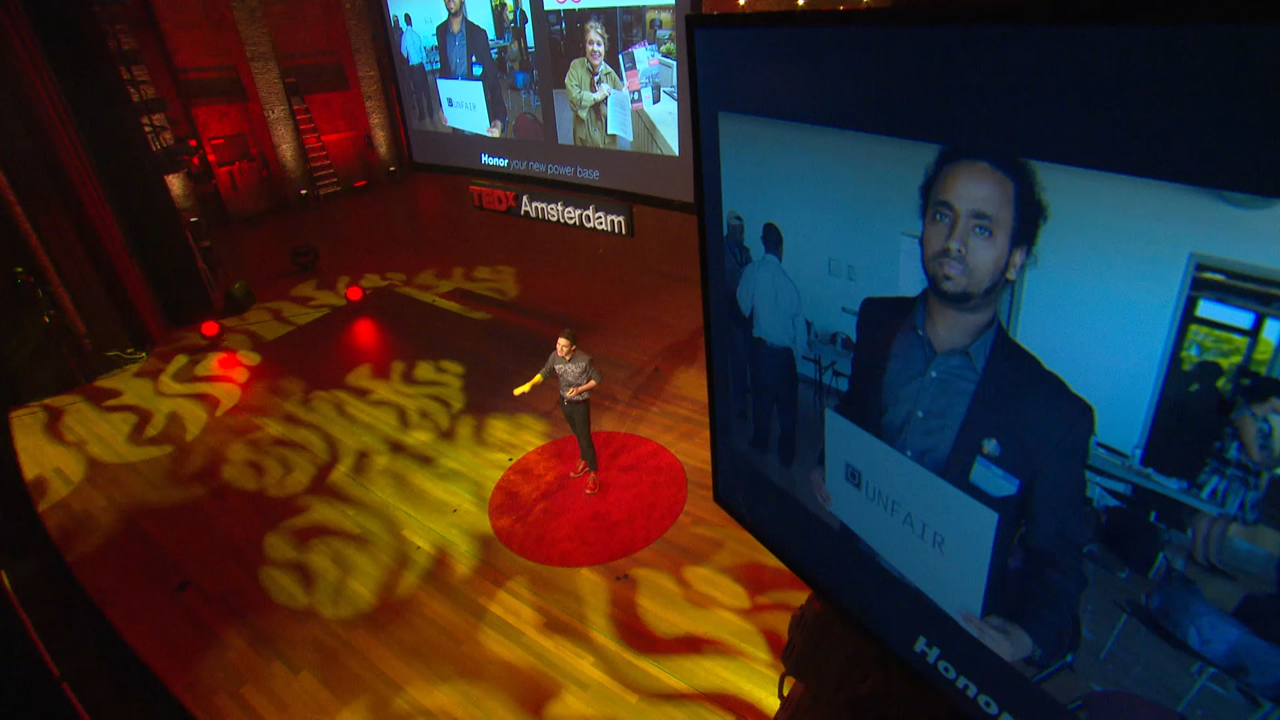 UNFAIR
Honor your new power base
TEDx Amsterdam
UNFAIR
Honor